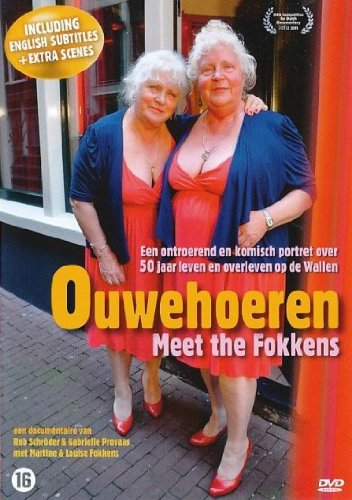 INCLUDING
ENGLISH SUBTITLES
+ EXTRA SCENES
Een ontroerend en komisch portret over
50 jaar leven en overleven op de Wallen
Ouwehoeren
Meet the Fokkens
een documentaire van
Rob Schröder & Gabriëlle Provaas
met Martine & Louise Fokkens
16
DVD